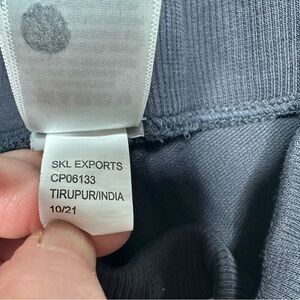 SKL EXPORTS
CP06133
TIRUPUR/INDIA
10/21